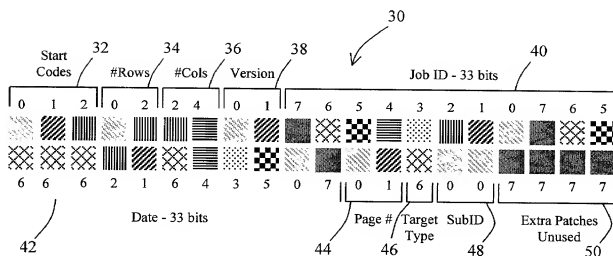 30
32 34 36 38 40
Start Codes #Rows #Cols Version Job ID - 33 bits
0 1 2 0 2 2 4 0 1 7 6 5 4 3 2 1 0 7 6 5
6 6 6 2 1 6 4 3 5 0 7 0 1 6 0 0 7 7 7 7
Date - 33 bits Page # Target Type SubID Extra Patches Unused
42 44 46 48 50